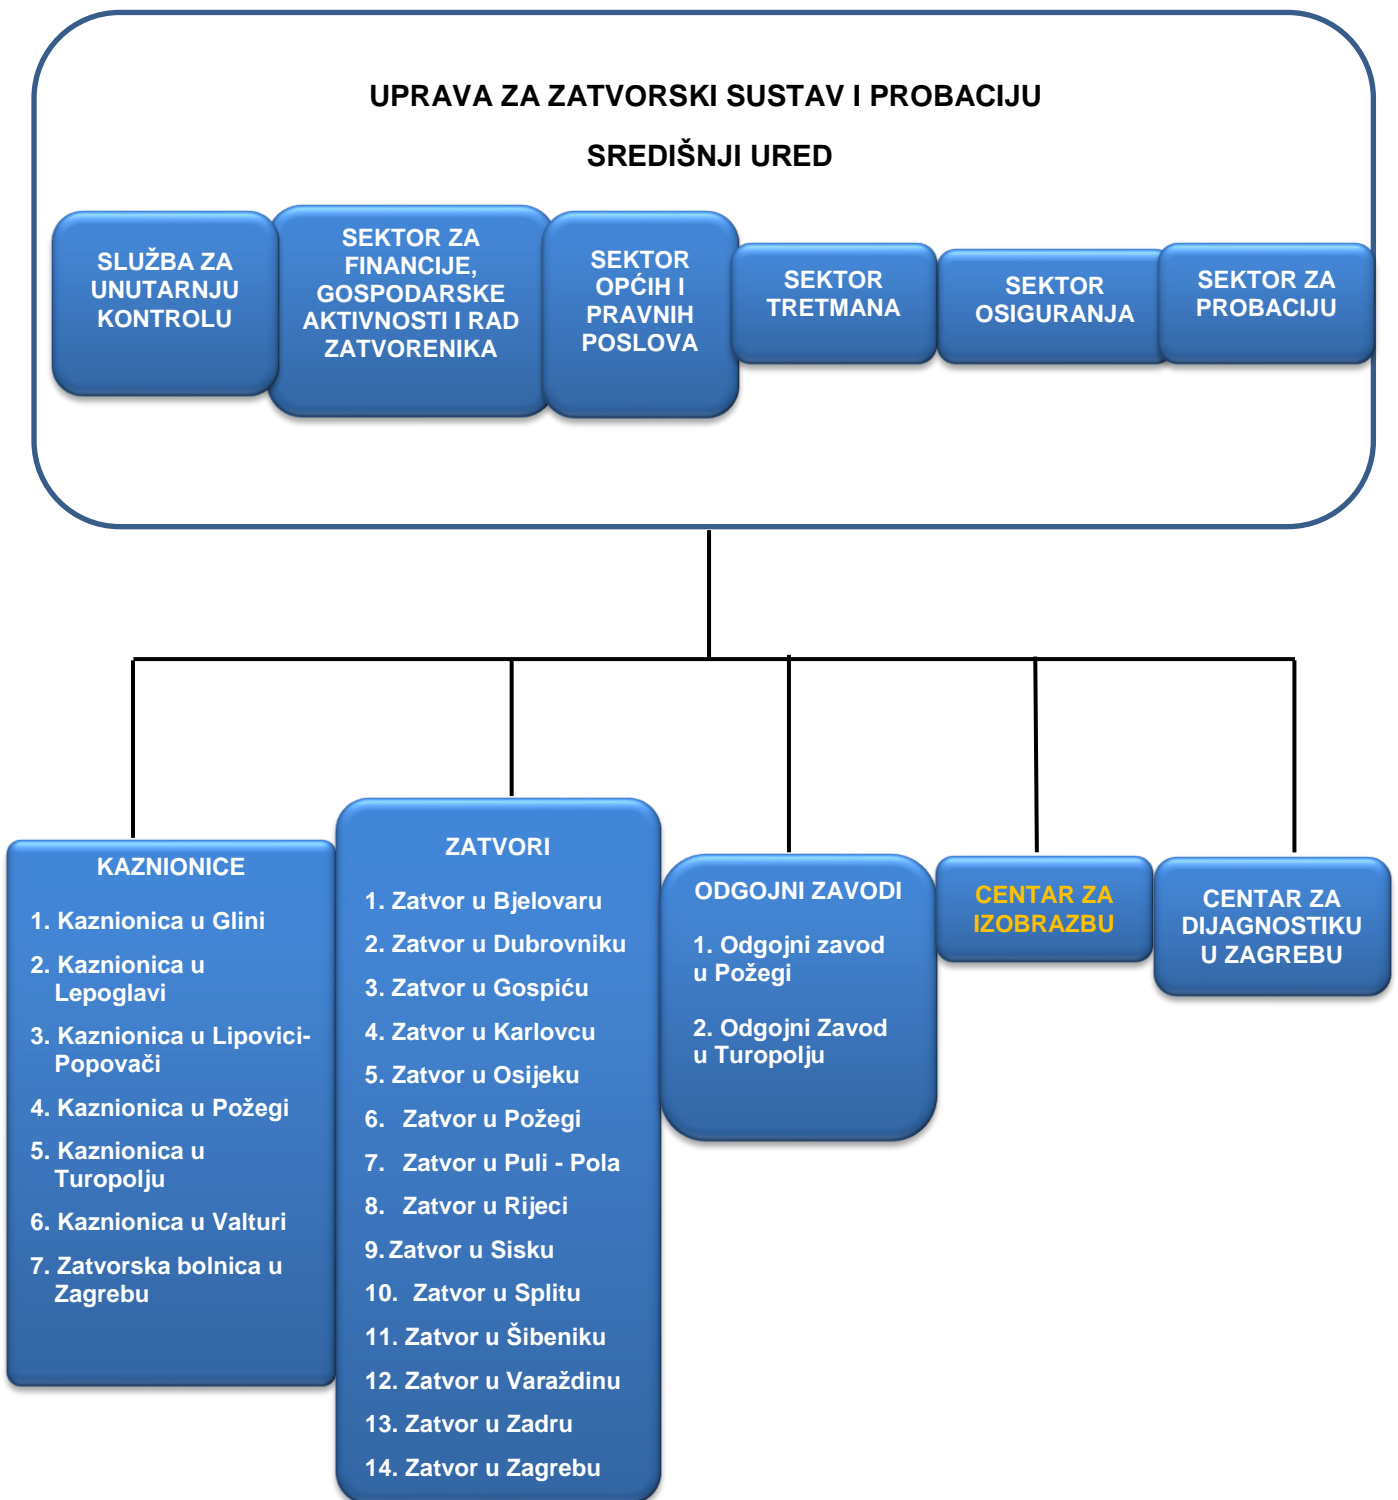 UPRAVA ZA ZATVORSKI SUSTAV I PROBACIJU
SREDIŠNJI URED
SLUŽBA ZA
UNUTARNJU
KONTROLU
SEKTOR ZA
FINANCIJE,
GOSPODARSKE
AKTIVNOSTI I RAD
ZATVORENIKA
SEKTOR
OPĆIH I
PRAVNIH
POSLOVA
SEKTOR
TRETMANA
SEKTOR
OSIGURANJA
SEKTOR ZA
PROBACIJU
KAZNIONICE
1. Kaznionica u Glini
2. Kaznionica u
Lepoglavi
3. Kaznionica u Lipovici-
Popovači
4. Kaznionica u Požegi
5. Kaznionica u
Turopolju
6. Kaznionica u Valturi
7. Zatvorska bolnica u
Zagrebu
ZATVORI
1. Zatvor u Bjelovaru
2. Zatvor u Dubrovniku
3. Zatvor u Gospiću
4. Zatvor u Karlovcu
5. Zatvor u Osijeku
6. Zatvor u Požegi
7. Zatvor u Puli - Pola
8. Zatvor u Rijeci
9. Zatvor u Sisku
10. Zatvor u Splitu
11. Zatvor u Šibeniku
12. Zatvor u Varaždinu
13. Zatvor u Zadru
14. Zatvor u Zagrebu
ODGOJNI ZAVODI
1. Odgojni zavod
u Požegi
2. Odgojni Zavod
u Turopolju
CENTAR ZA
IZOBRAZBU
CENTAR ZA
DIJAGNOSTIKU
U ZAGREBU